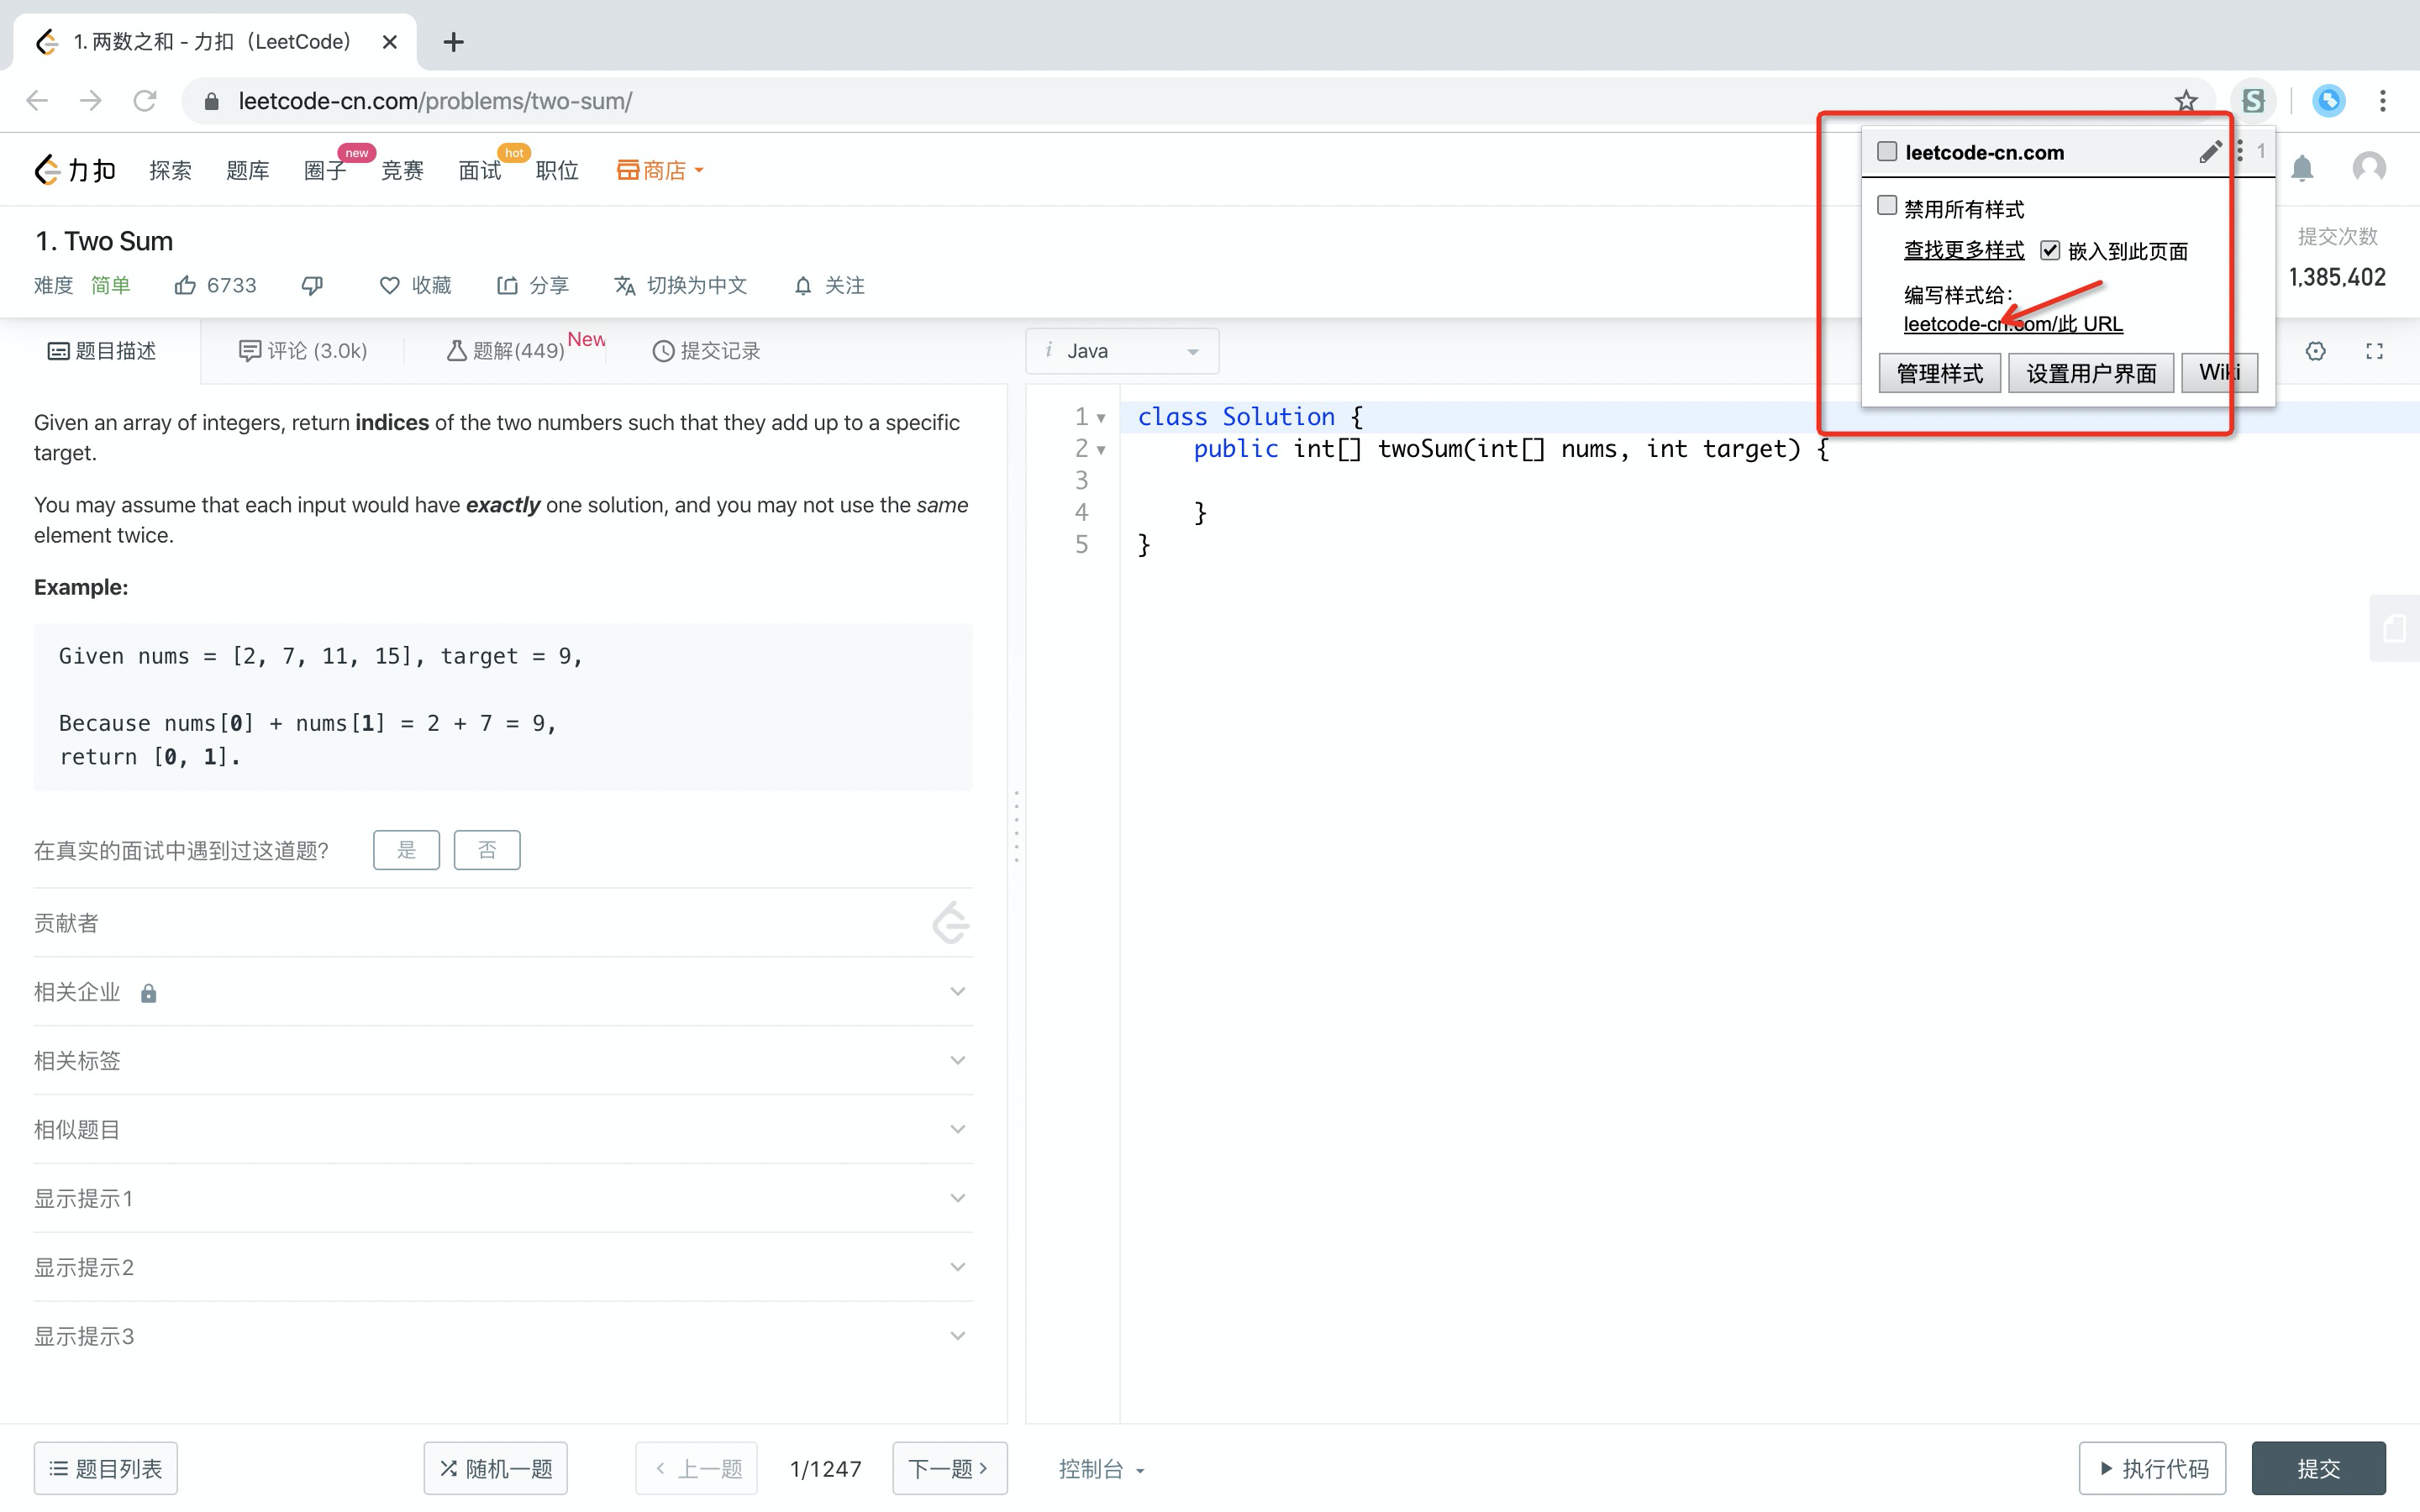 1. 两数之和 - 力扣（LeetCode）
leetcode-cn.com/problems/two-sum/
力扣 探索 题库 圈子 new 竞赛 面试 hot 职位 商店
leetcode-cn.com 1
禁用所有样式
查找更多样式 嵌入到此页面
编写样式给：
leetcode-cn.com/此 URL
管理样式 设置用户界面 Wiki
1. Two Sum
难度 简单 6733 收藏 分享 切换为中文 关注
提交次数
1,385,402
题目描述 评论 (3.0k) 题解(449) New 提交记录
i Java
Given an array of integers, return indices of the two numbers such that they add up to a specific
target.
You may assume that each input would have exactly one solution, and you may not use the same
element twice.
Example:
Given nums = [2, 7, 11, 15], target = 9,
Because nums[0] + nums[1] = 2 + 7 = 9,
return [0, 1].
在真实的面试中遇到过这道题? 是 否
贡献者
相关企业
相关标签
相似题目
显示提示1
显示提示2
显示提示3
1 class Solution {
2 public int[] twoSum(int[] nums, int target) {
3
4 }
5 }
题目列表 随机一题 上一题 1/1247 下一题 控制台 执行代码 提交